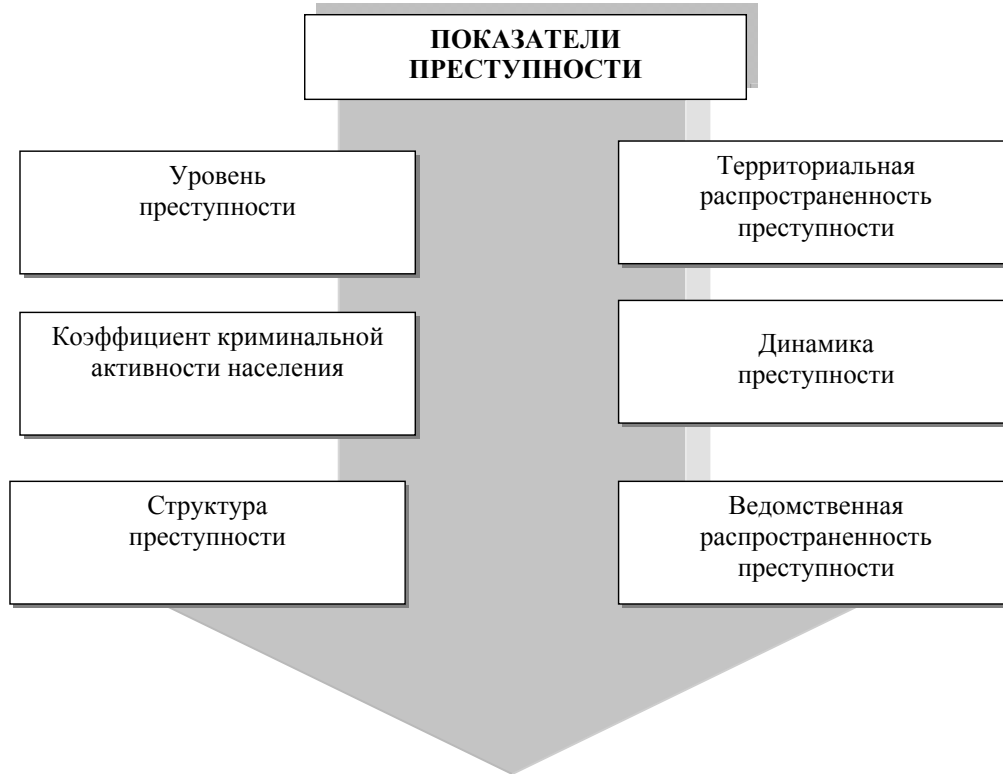 ПОКАЗАТЕЛИ
ПРЕСТУПНОСТИ
Уровень
преступности
Территориальная
распространенность
преступности
Коэффициент криминальной
активности населения
Динамика
преступности
Структура
преступности
Ведомственная
распространенность
преступности